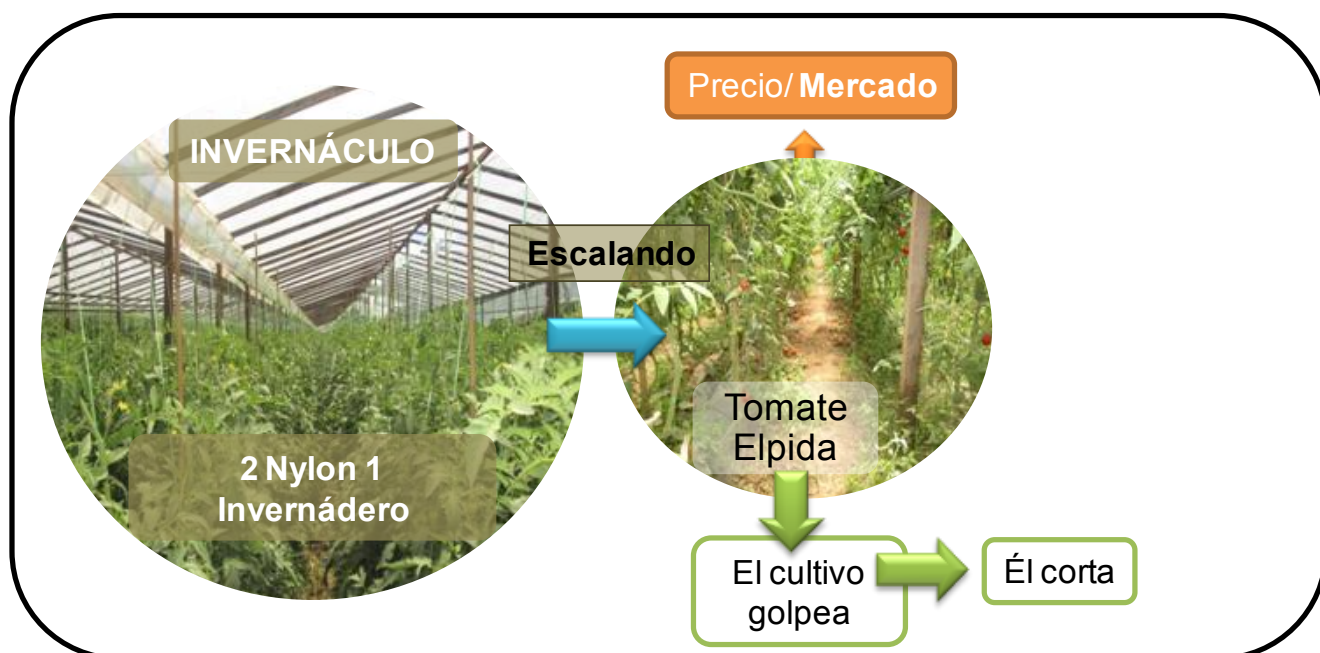 Precio/ Mercado
INVERNÁCULO
Escalando
Tomate
Elpida
2 Nylon 1
Invernádero
El cultivo
golpea
Él corta